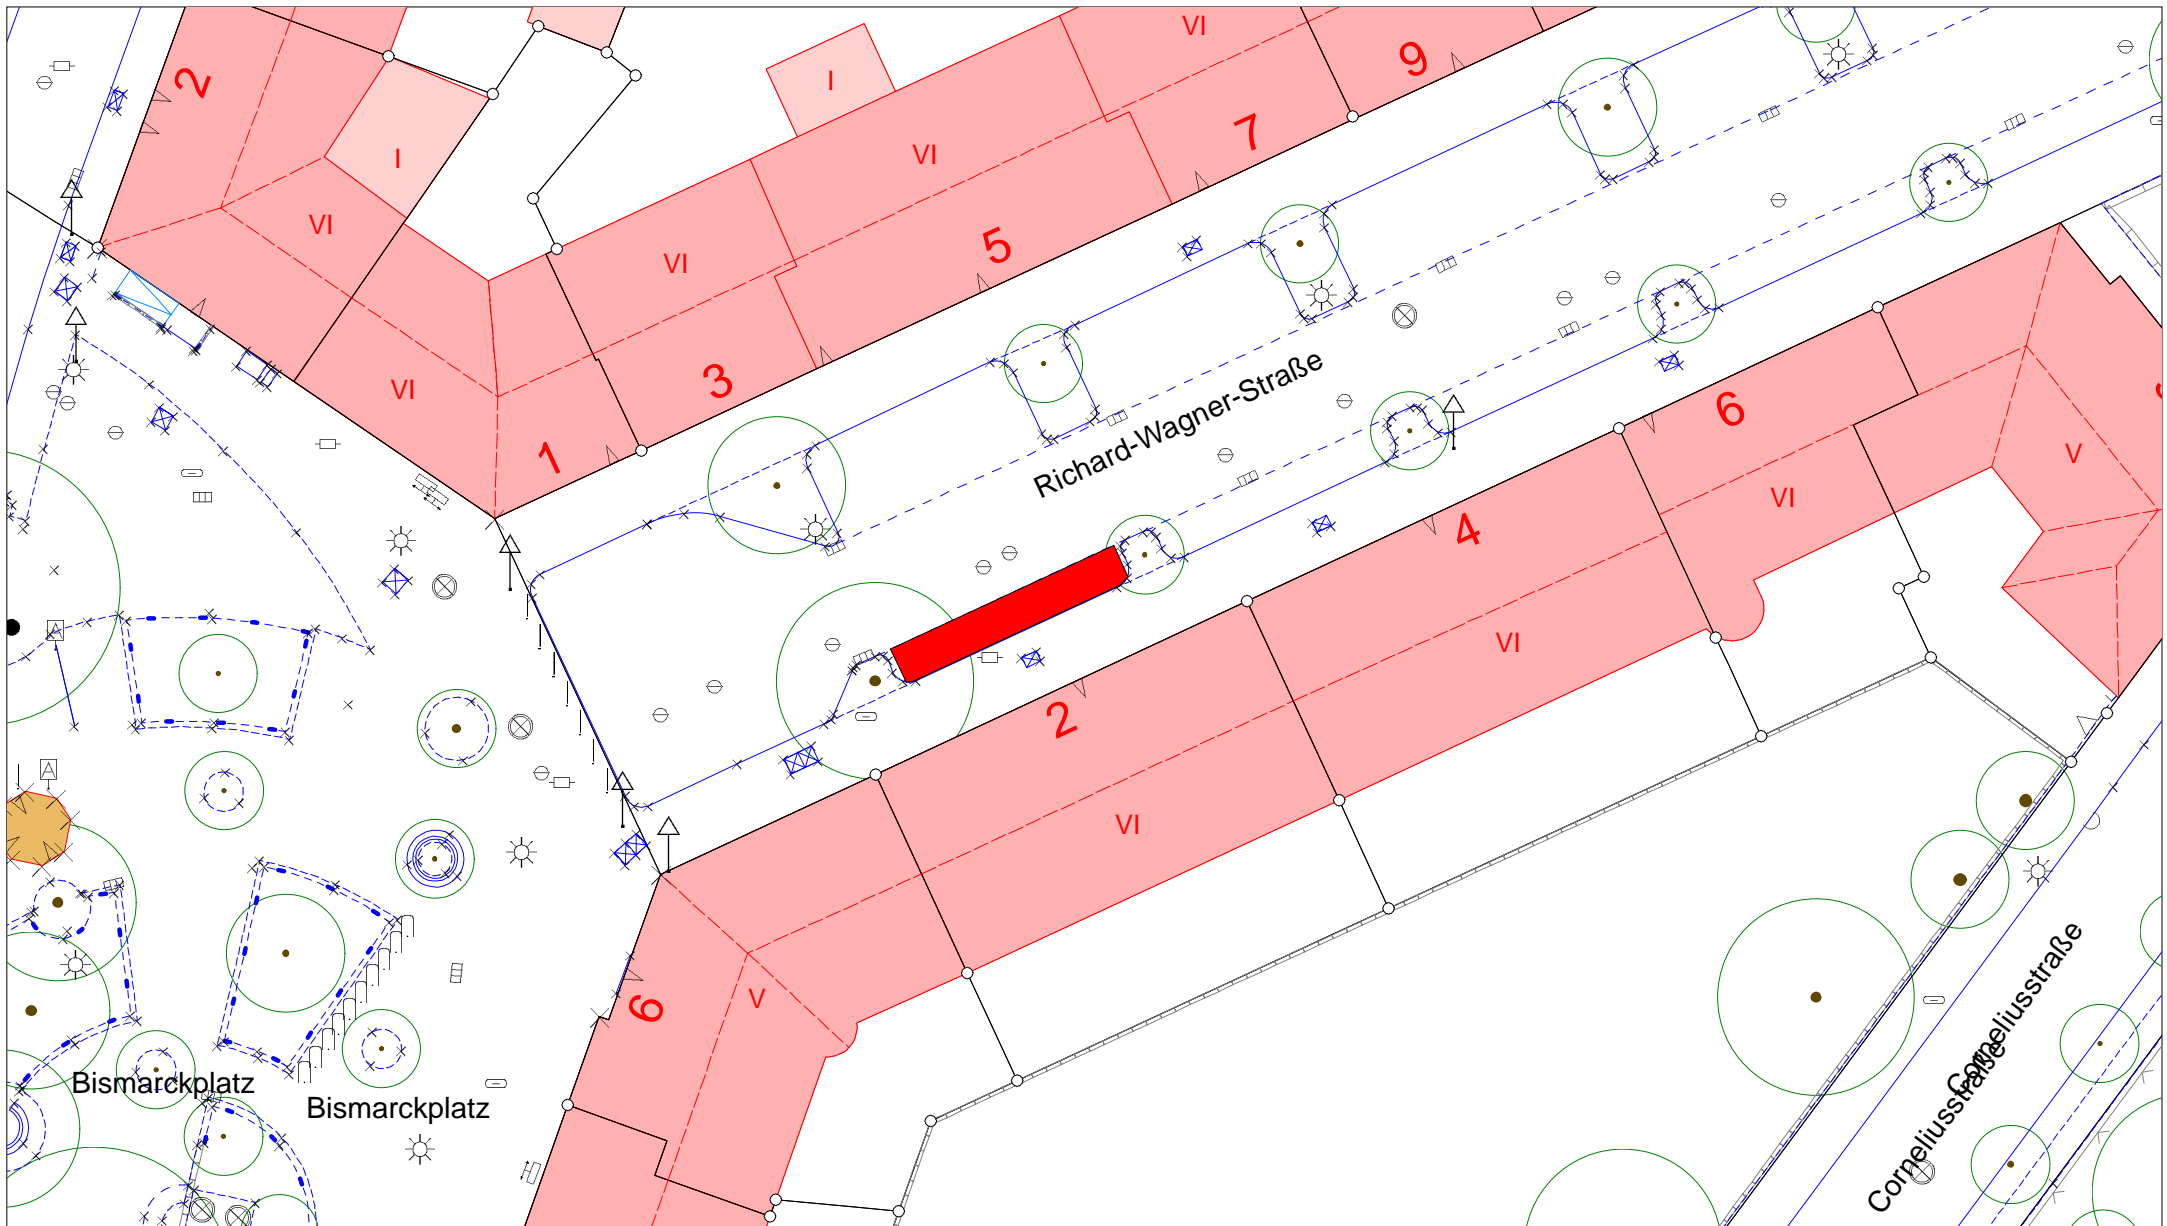 VI
9
2
I
I
7
VI
VI
5
VI
3
VI
1
Richard-Wagner-Straße
6
V
VI
4
VI
2
A
A
VI
6
V
Bismarckplatz
Bismarckplatz
Corneliusstraße
Corneliusstraße